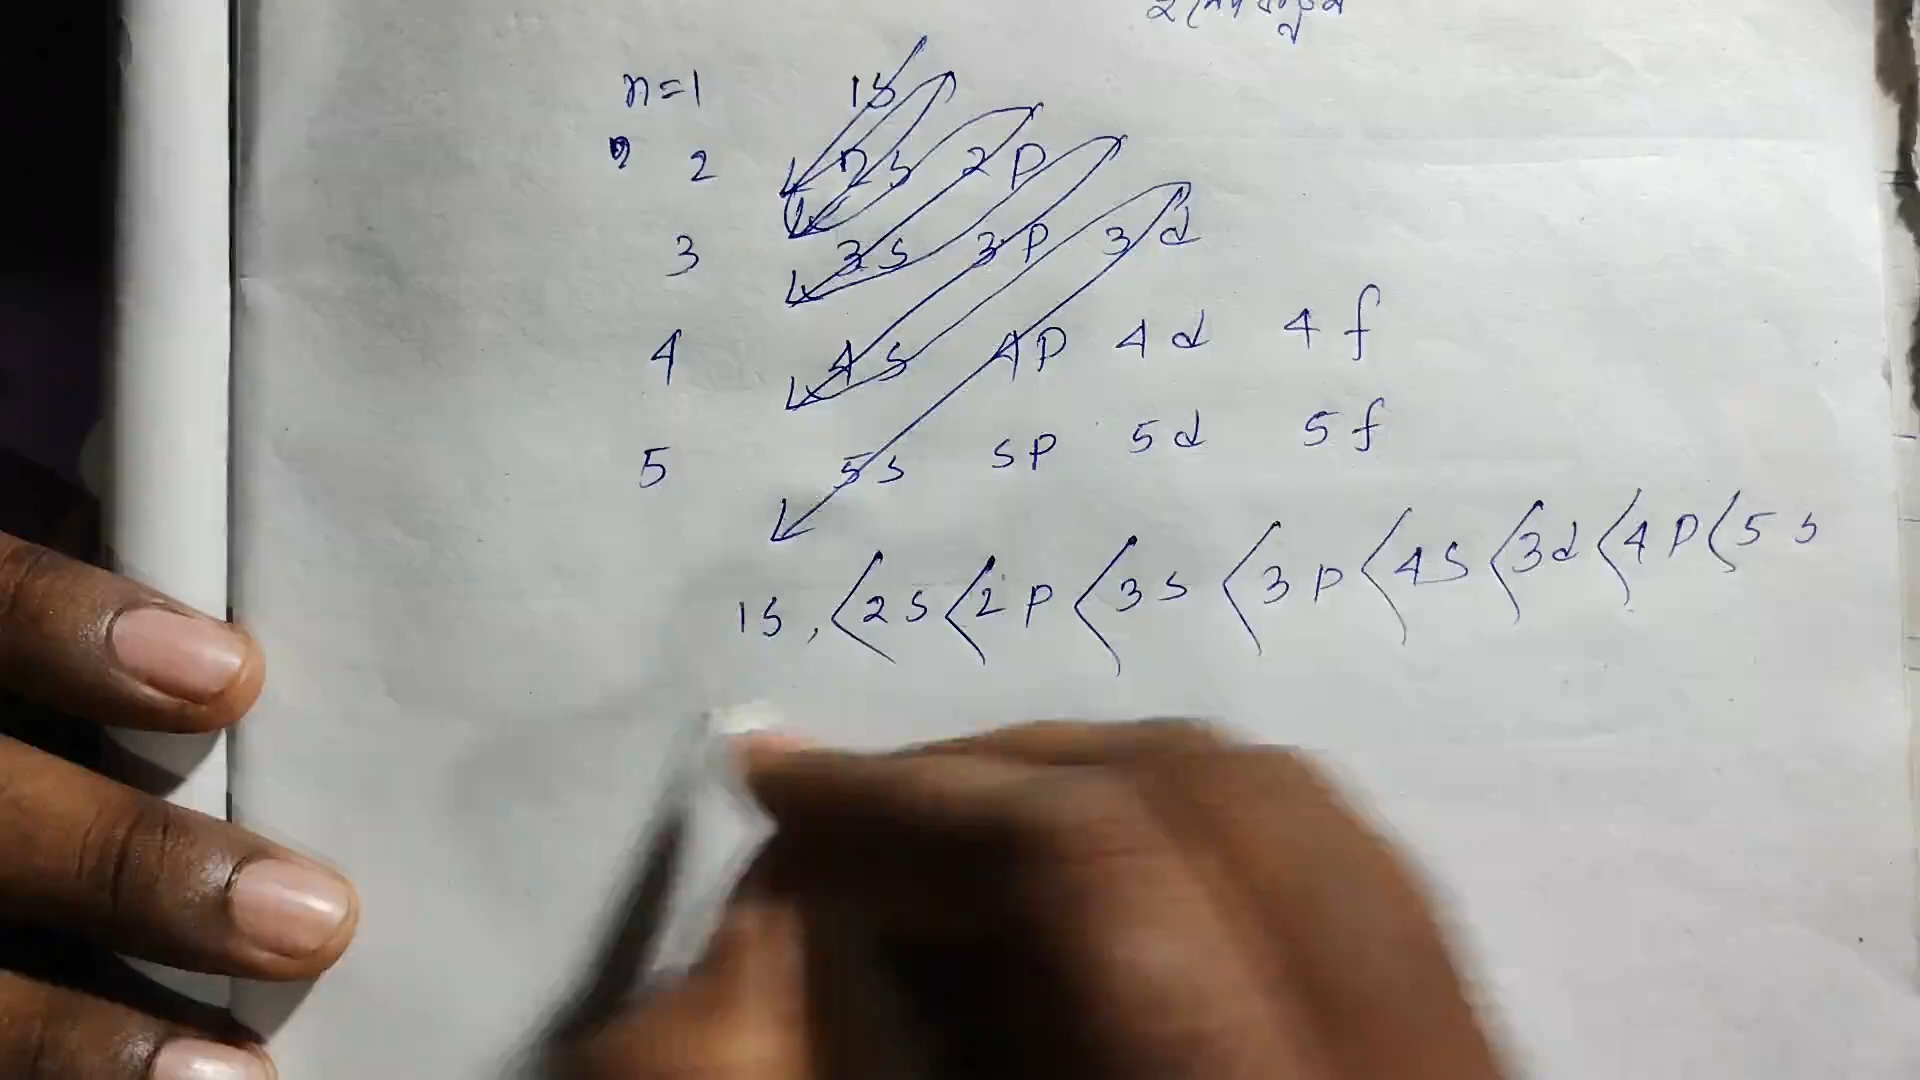 n=1 1s
2 2s 2p
3 3s 3p 3d
4 4s 4p 4d 4f
5 5s 5p 5d 5f
1s, <2s<2p<3s<3p<4s<3d<4p<5s